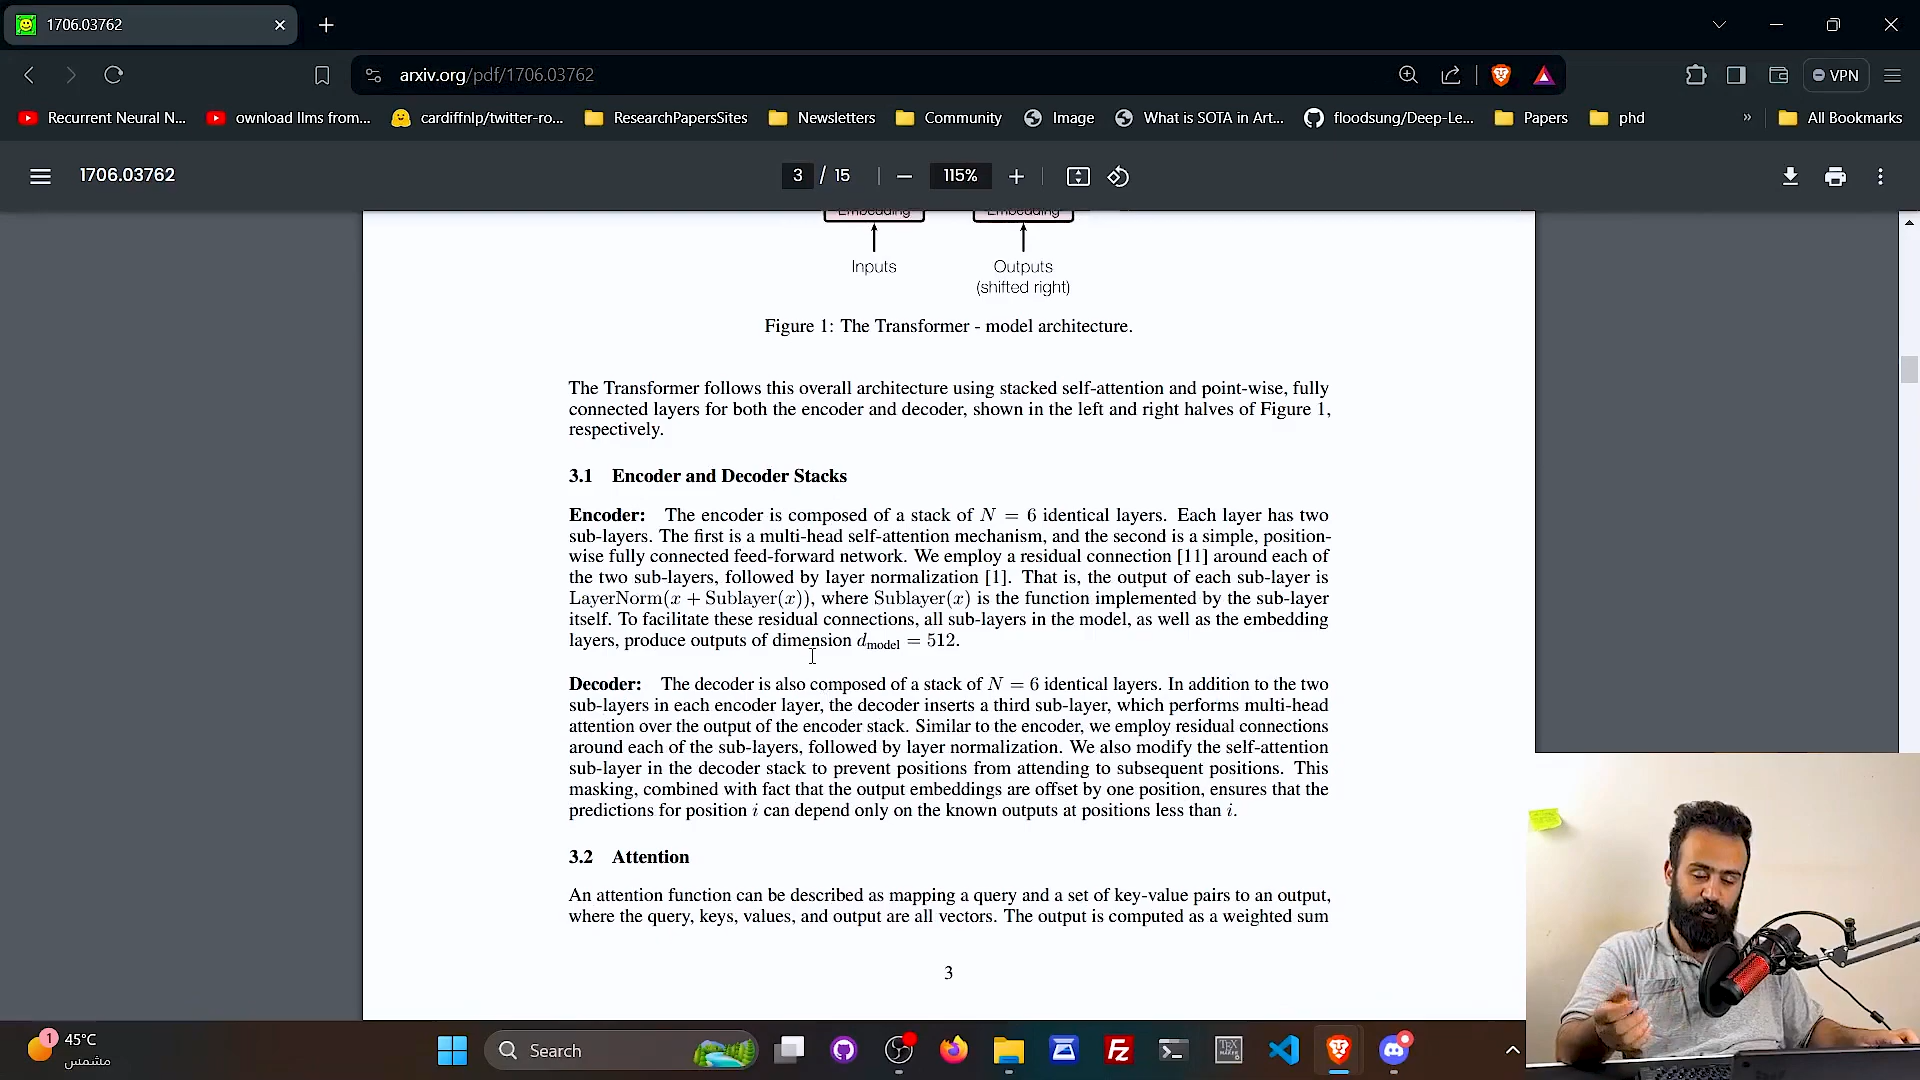 1706.03762
arxiv.org/pdf/1706.03762
VPN
Recurrent Neural N...
ownload llms from...
cardiffnlp/twitter-ro...
ResearchPapersSites
Newsletters
Community
Image
What is SOTA in Art...
floodsung/Deep-Le...
Papers
phd
»
All Bookmarks
1706.03762
3 / 15
115%
Embedding Embedding
Inputs Outputs
(shifted right)
Figure 1: The Transformer - model architecture.
The Transformer follows this overall architecture using stacked self-attention and point-wise, fully
connected layers for both the encoder and decoder, shown in the left and right halves of Figure 1,
respectively.
3.1 Encoder and Decoder Stacks
Encoder: The encoder is composed of a stack of N = 6 identical layers. Each layer has two
sub-layers. The first is a multi-head self-attention mechanism, and the second is a simple, position-
wise fully connected feed-forward network. We employ a residual connection [11] around each of
the two sub-layers, followed by layer normalization [1]. That is, the output of each sub-layer is
LayerNorm(x + Sublayer(x)), where Sublayer(x) is the function implemented by the sub-layer
itself. To facilitate these residual connections, all sub-layers in the model, as well as the embedding
layers, produce outputs of dimension dmodel = 512.
Decoder: The decoder is also composed of a stack of N = 6 identical layers. In addition to the two
sub-layers in each encoder layer, the decoder inserts a third sub-layer, which performs multi-head
attention over the output of the encoder stack. Similar to the encoder, we employ residual connections
around each of the sub-layers, followed by layer normalization. We also modify the self-attention
sub-layer in the decoder stack to prevent positions from attending to subsequent positions. This
masking, combined with fact that the output embeddings are offset by one position, ensures that the
predictions for position i can depend only on the known outputs at positions less than i.
3.2 Attention
An attention function can be described as mapping a query and a set of key-value pairs to an output,
where the query, keys, values, and output are all vectors. The output is computed as a weighted sum
3
1
45°C
مشمس
Search